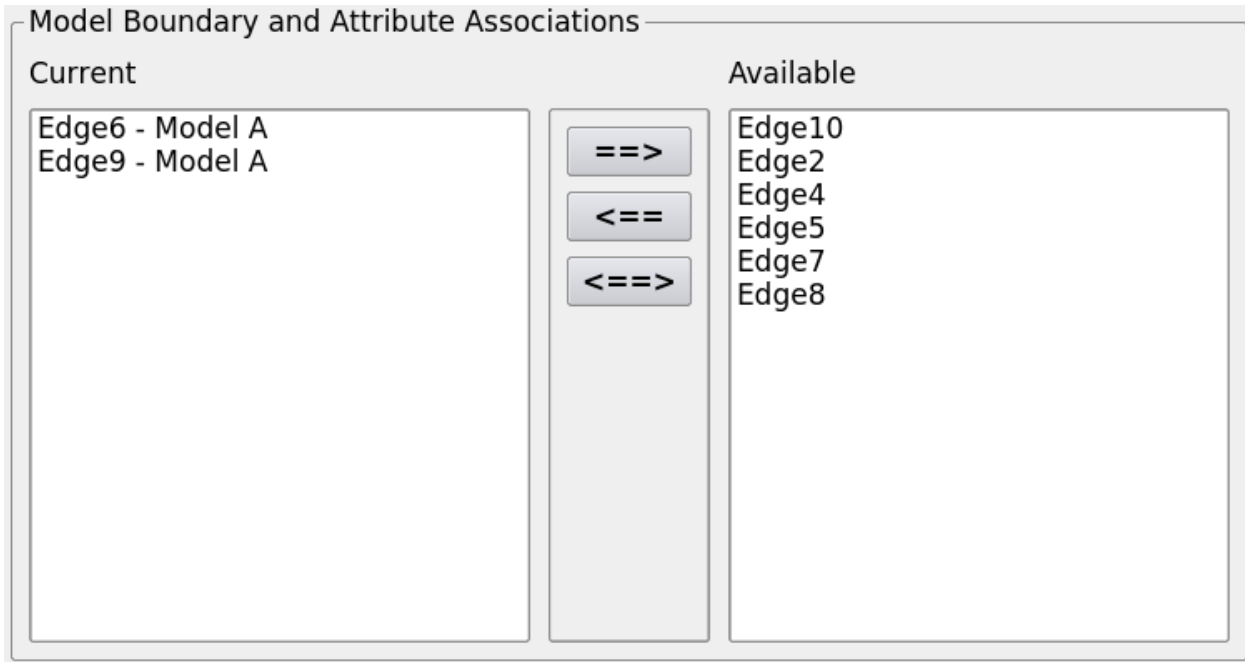 Model Boundary and Attribute Associations
Current
Available
Edge6 - Model A
Edge9 - Model A
==>
<==
<==>
Edge10
Edge2
Edge4
Edge5
Edge7
Edge8